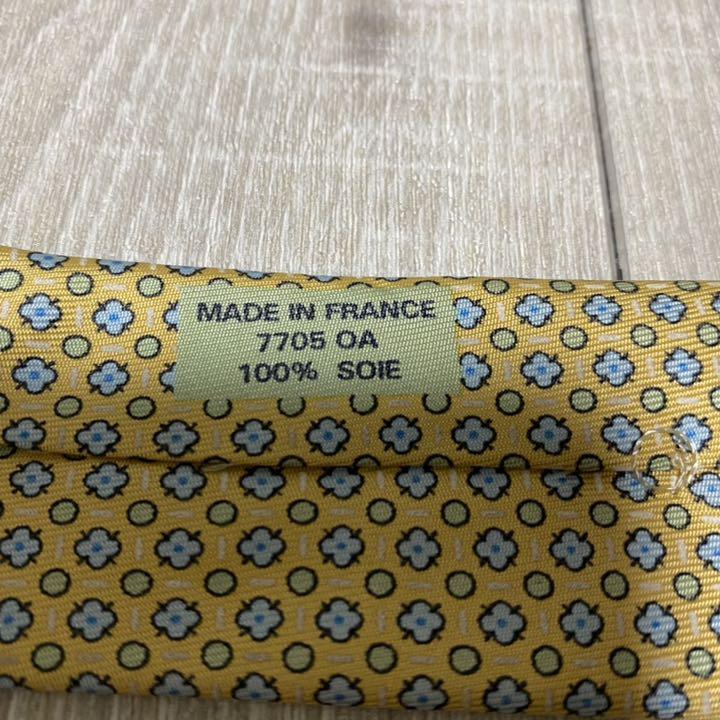 MADE IN FRANCE
7705 OA
100% SOIE